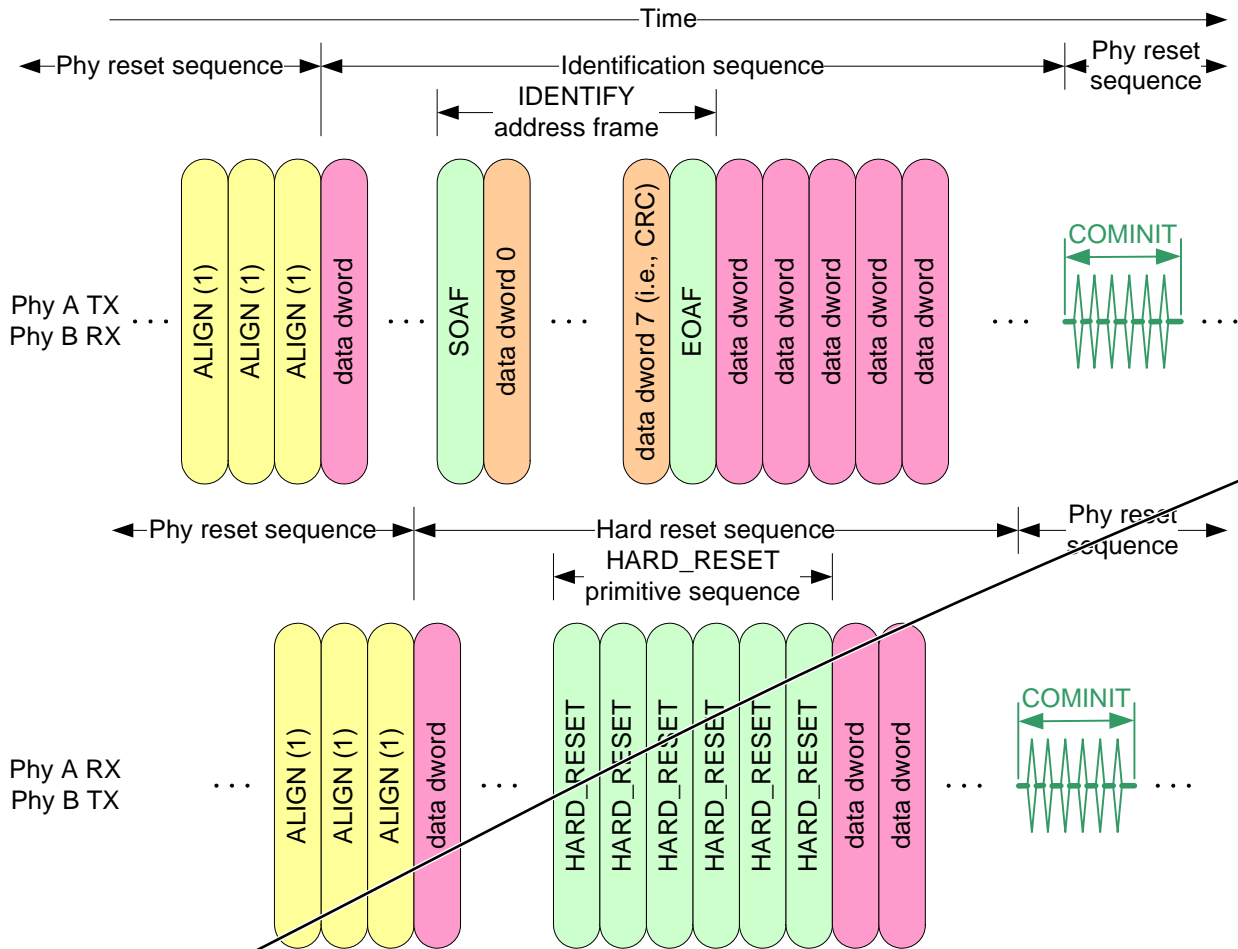 Time
Phy reset sequence
Identification sequence
Phy reset
sequence
IDENTIFY
address frame
Phy A TX
Phy B RX
. . .
ALIGN (1)
ALIGN (1)
ALIGN (1)
data dword
. . .
SOAF
data dword 0
. . .
data dword 7 (i.e., CRC)
EOAF
data dword
data dword
data dword
data dword
data dword
. . .
COMINIT
. . .
Phy reset sequence
Hard reset sequence
Phy reset
sequence
HARD_RESET
primitive sequence
Phy A RX
Phy B TX
. . .
ALIGN (1)
ALIGN (1)
ALIGN (1)
data dword
. . .
HARD_RESET
HARD_RESET
HARD_RESET
HARD_RESET
HARD_RESET
HARD_RESET
data dword
data dword
. . .
COMINIT
. . .